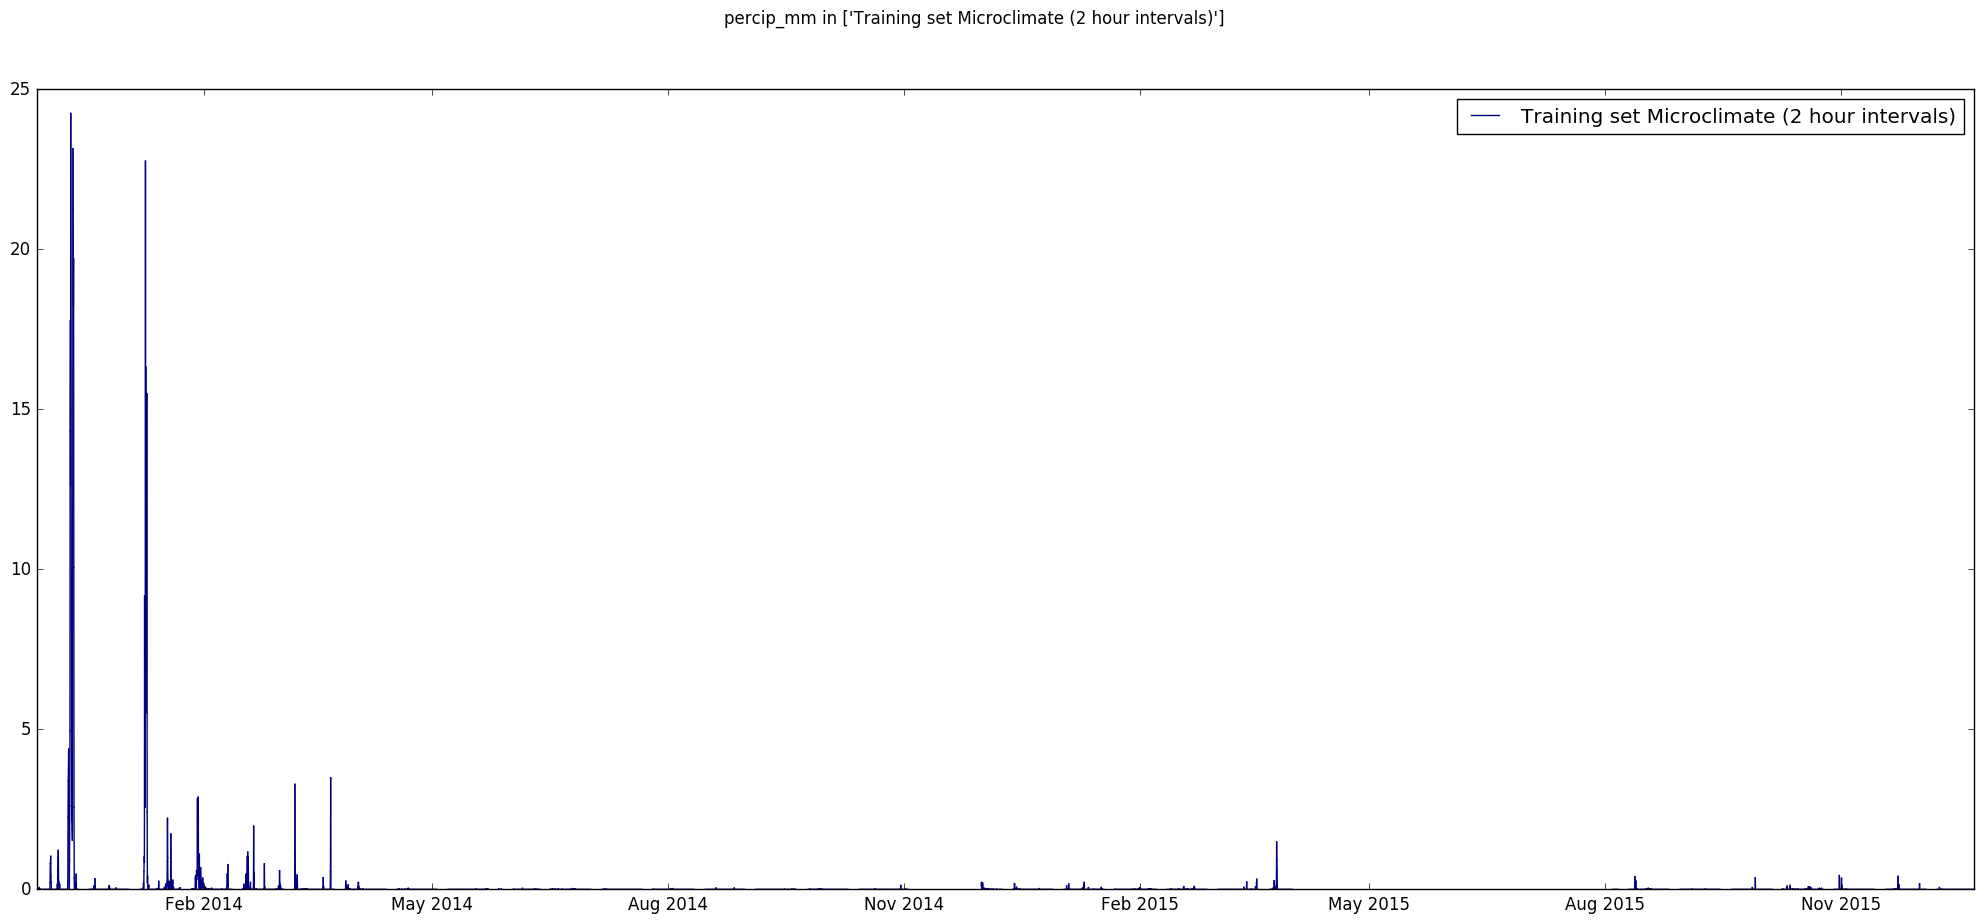 percip_mm in ['Training set Microclimate (2 hour intervals)']
25
Training set Microclimate (2 hour intervals)
20
15
10
5
0
Feb 2014 May 2014 Aug 2014 Nov 2014 Feb 2015 May 2015 Aug 2015 Nov 2015